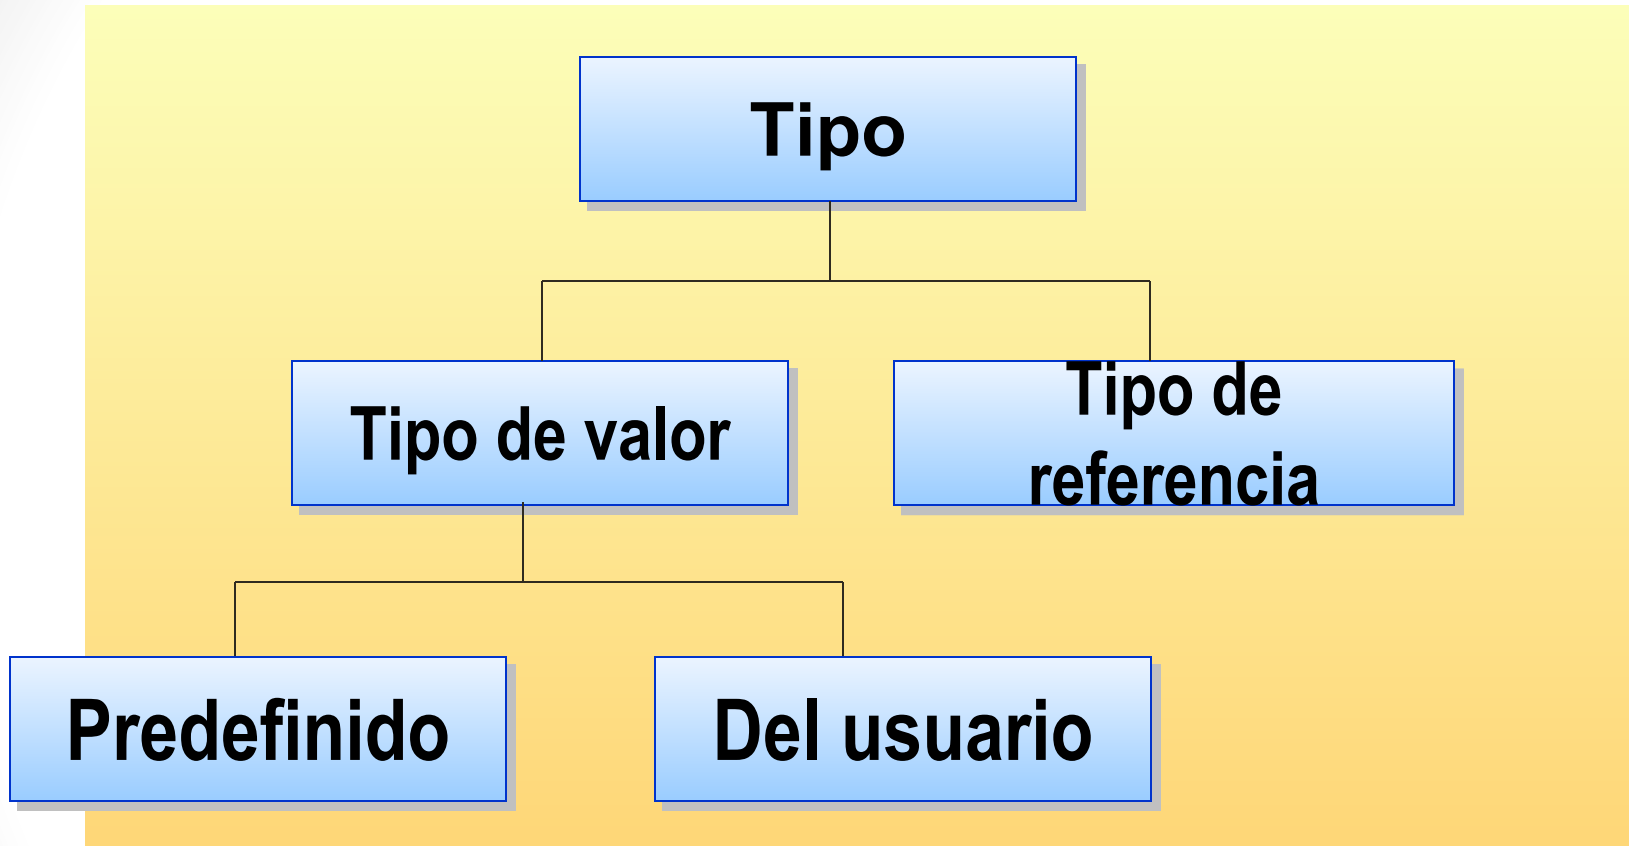 Tipo
Tipo de valor
Tipo de
referencia
Predefinido
Del usuario